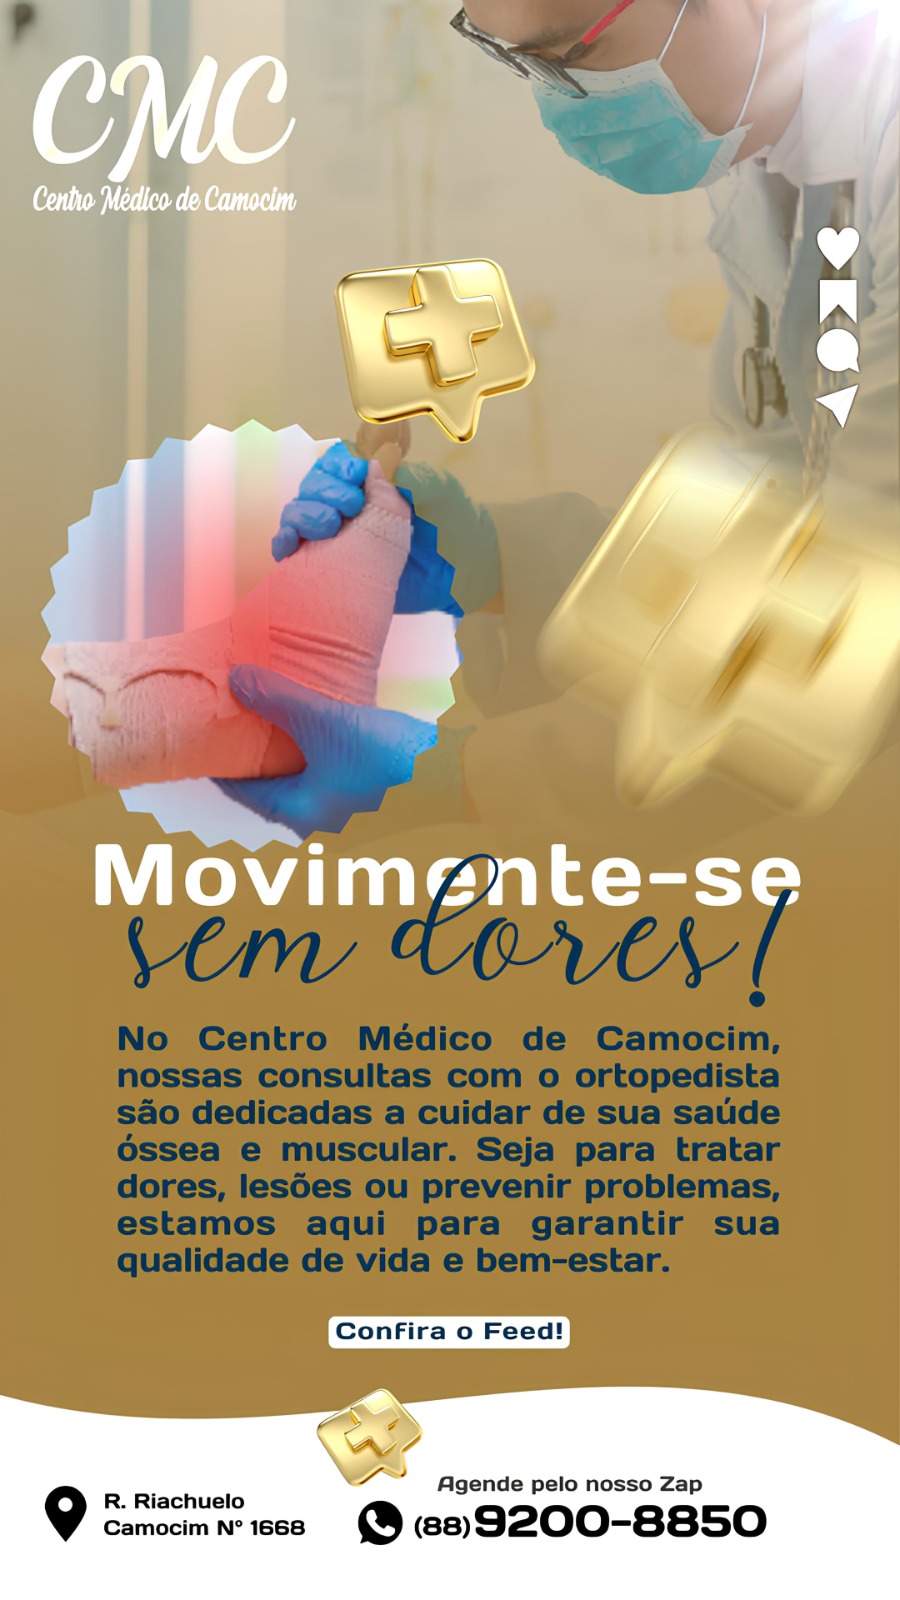 CMC
Centro Médico de Camocim
Movimente-se
sem dores!
No Centro Médico de Camocim,
nossas consultas com o ortopedista
são dedicadas a cuidar de sua saúde
óssea e muscular. Seja para tratar
dores, lesões ou prevenir problemas,
estamos aqui para garantir sua
qualidade de vida e bem-estar.
Confira o Feed!
R. Riachuelo
Camocim Nº 1668
Agende pelo nosso Zap
(88)9200-8850